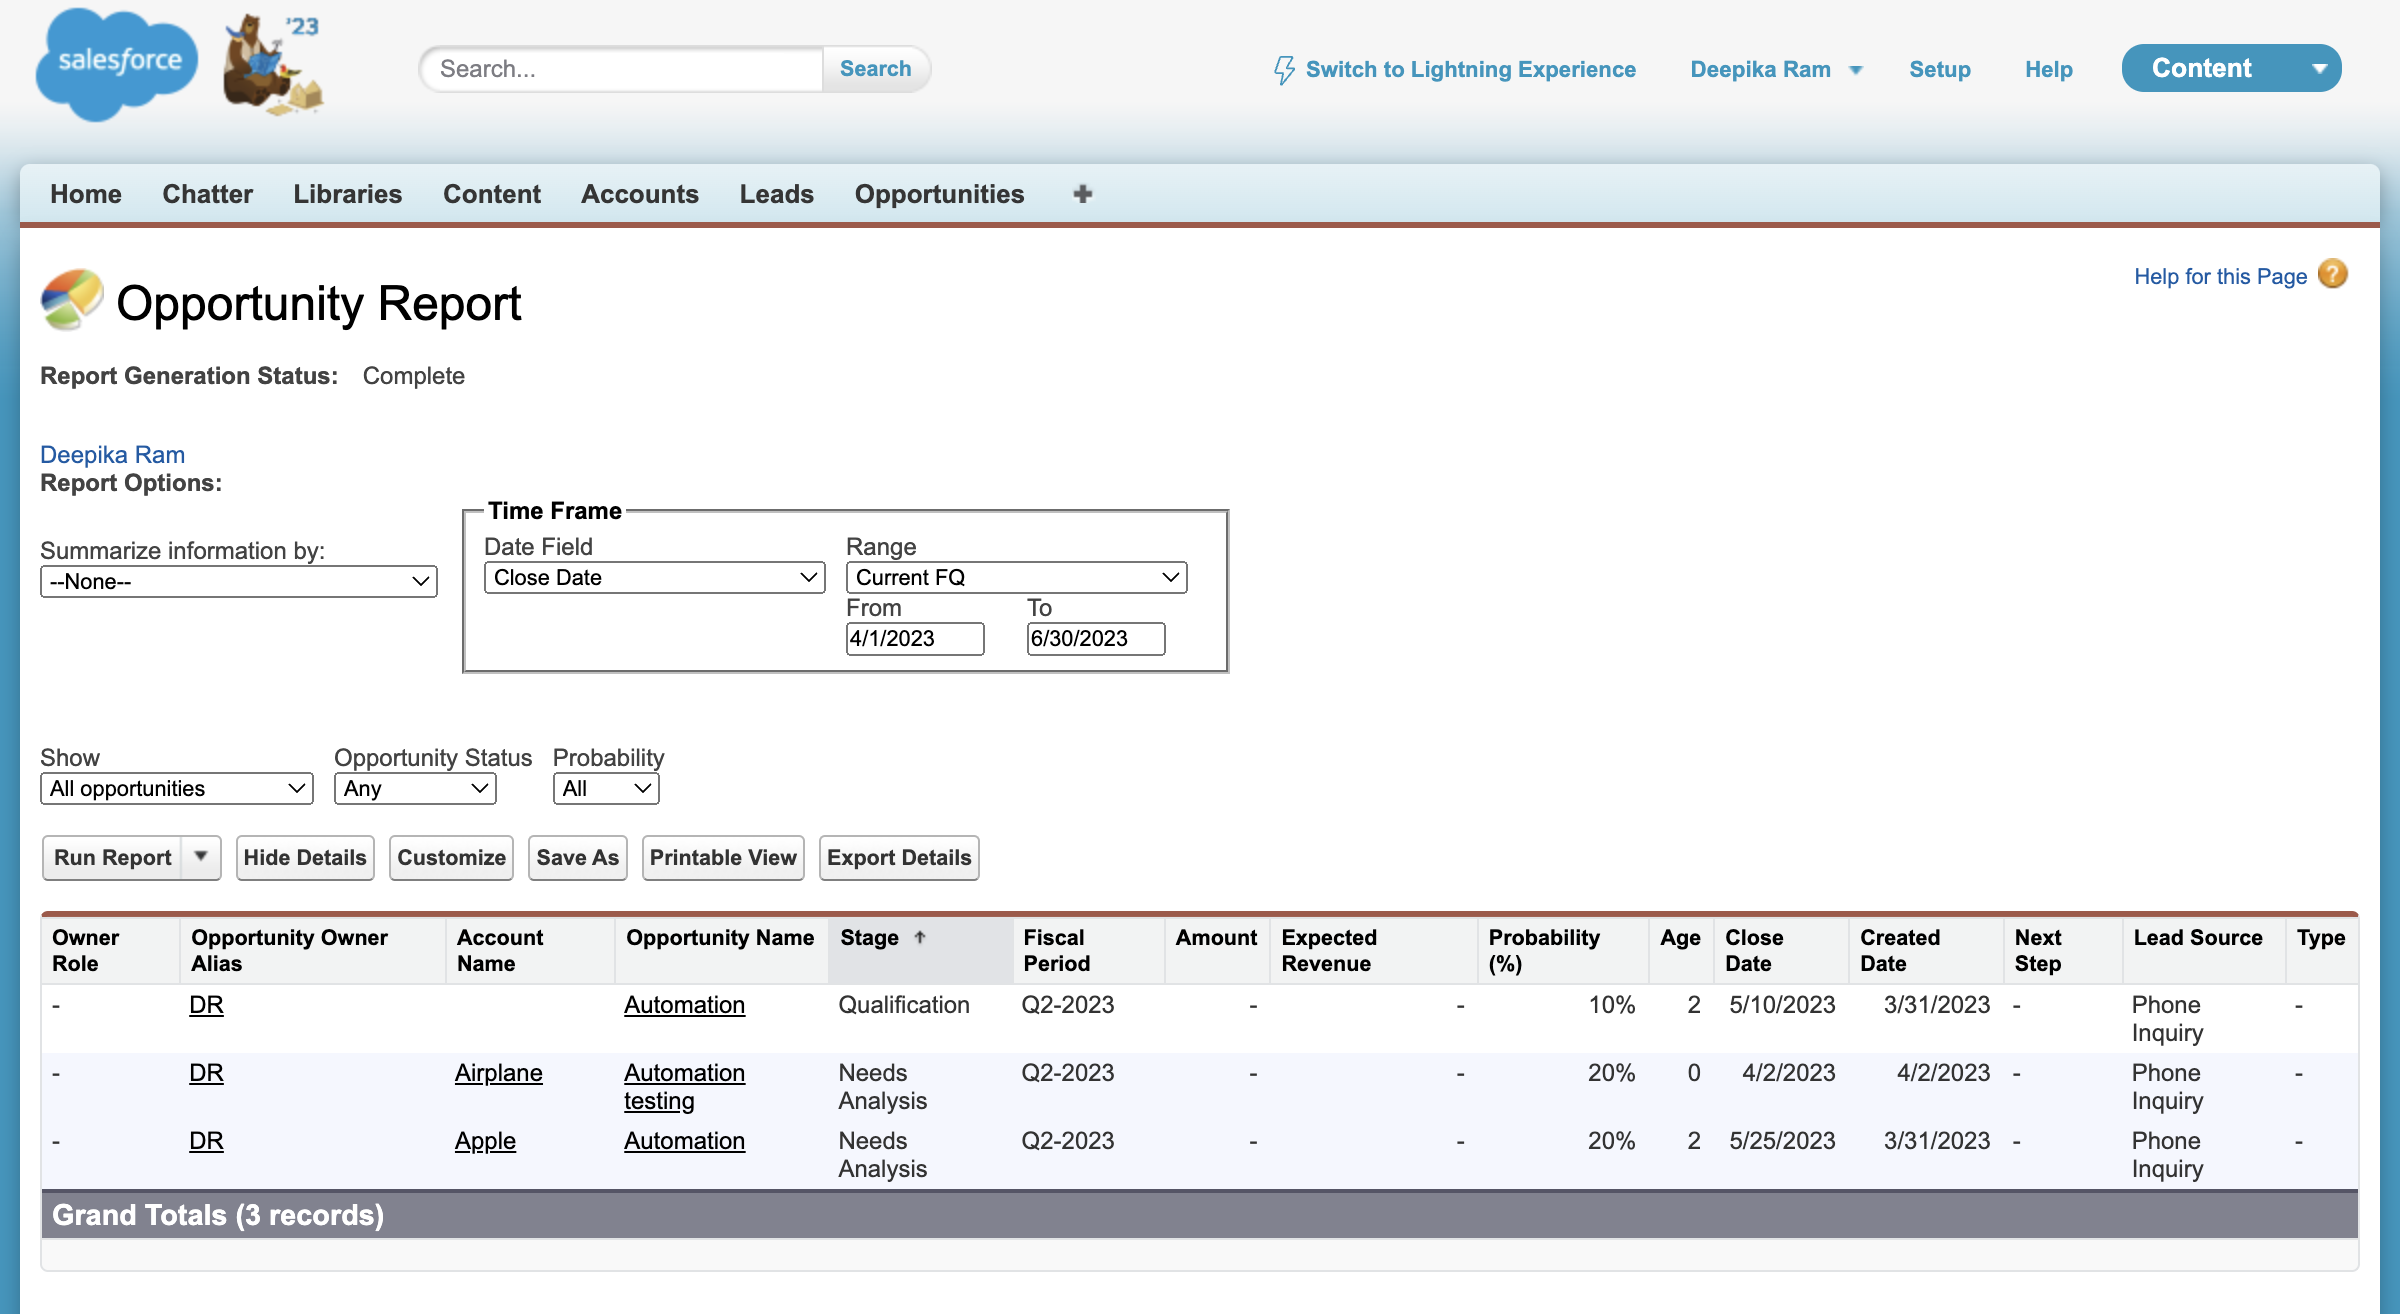 salesforce
'23
Search...
Search
Switch to Lightning Experience
Deepika Ram
Setup
Help
Content
Home Chatter Libraries Content Accounts Leads Opportunities +
Help for this Page ?
Opportunity Report
Report Generation Status: Complete
Deepika Ram
Report Options:
Time Frame
Summarize information by:
--None--
Date Field
Close Date
Range
Current FQ
From To
4/1/2023 6/30/2023
Show Opportunity Status Probability
All opportunities Any All
Run Report Hide Details Customize Save As Printable View Export Details
Owner Role Opportunity Owner Alias Account Name Opportunity Name Stage ↑ Fiscal Period Amount Expected Revenue Probability (%) Age Close Date Created Date Next Step Lead Source Type
- DR Automation Qualification Q2-2023 - - 10% 2 5/10/2023 3/31/2023 - Phone Inquiry -
- DR Airplane Automation testing Needs Analysis Q2-2023 - - 20% 0 4/2/2023 4/2/2023 - Phone Inquiry -
- DR Apple Automation Needs Analysis Q2-2023 - - 20% 2 5/25/2023 3/31/2023 - Phone Inquiry -
Grand Totals (3 records)